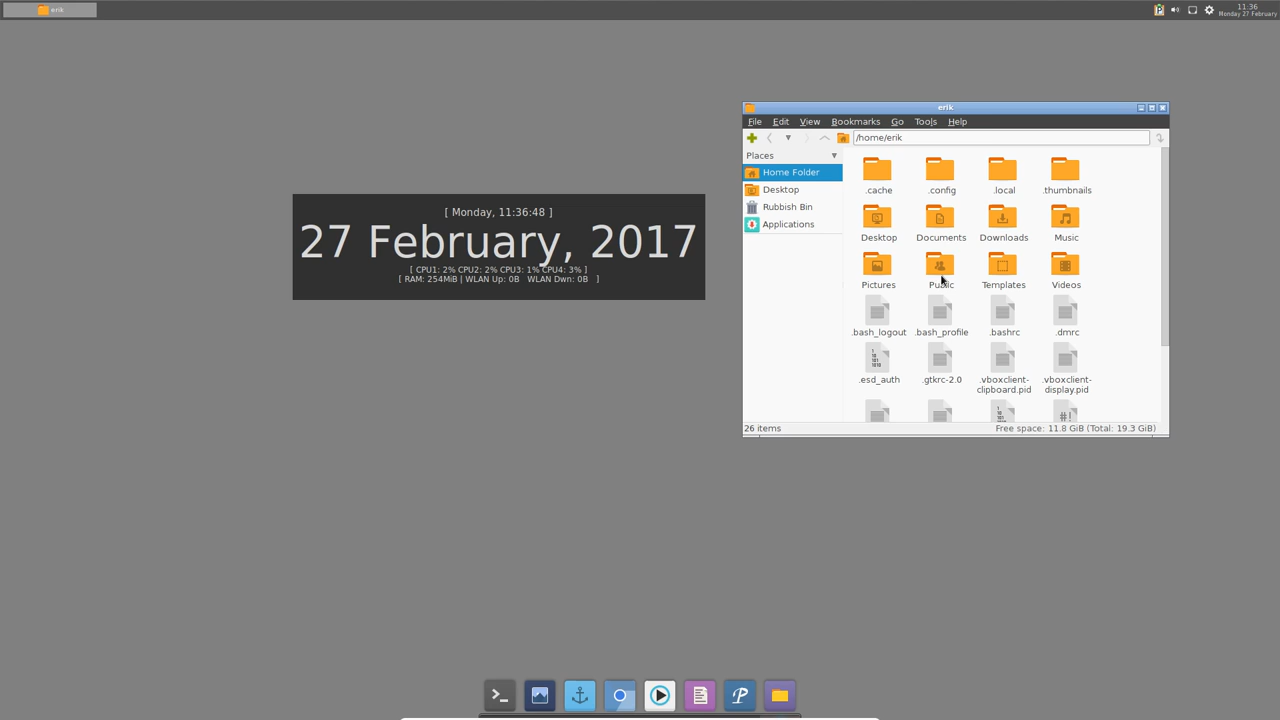 erik
11:36
Monday 27 February
erik
File Edit View Bookmarks Go Tools Help
/home/erik
Places
Home Folder
Desktop
Rubbish Bin
Applications
.cache .config .local .thumbnails
Desktop Documents Downloads Music
Pictures Public Templates Videos
.bash_logout .bash_profile .bashrc .dmrc
.esd_auth .gtkrc-2.0 .vboxclient-clipboard.pid .vboxclient-display.pid
26 items Free space: 11.8 GiB (Total: 19.3 GiB)
[ Monday, 11:36:48 ]
27 February, 2017
[ CPU1: 2% CPU2: 2% CPU3: 1% CPU4: 3% ]
[ RAM: 254MiB | WLAN Up: 0B WLAN Dwn: 0B ]